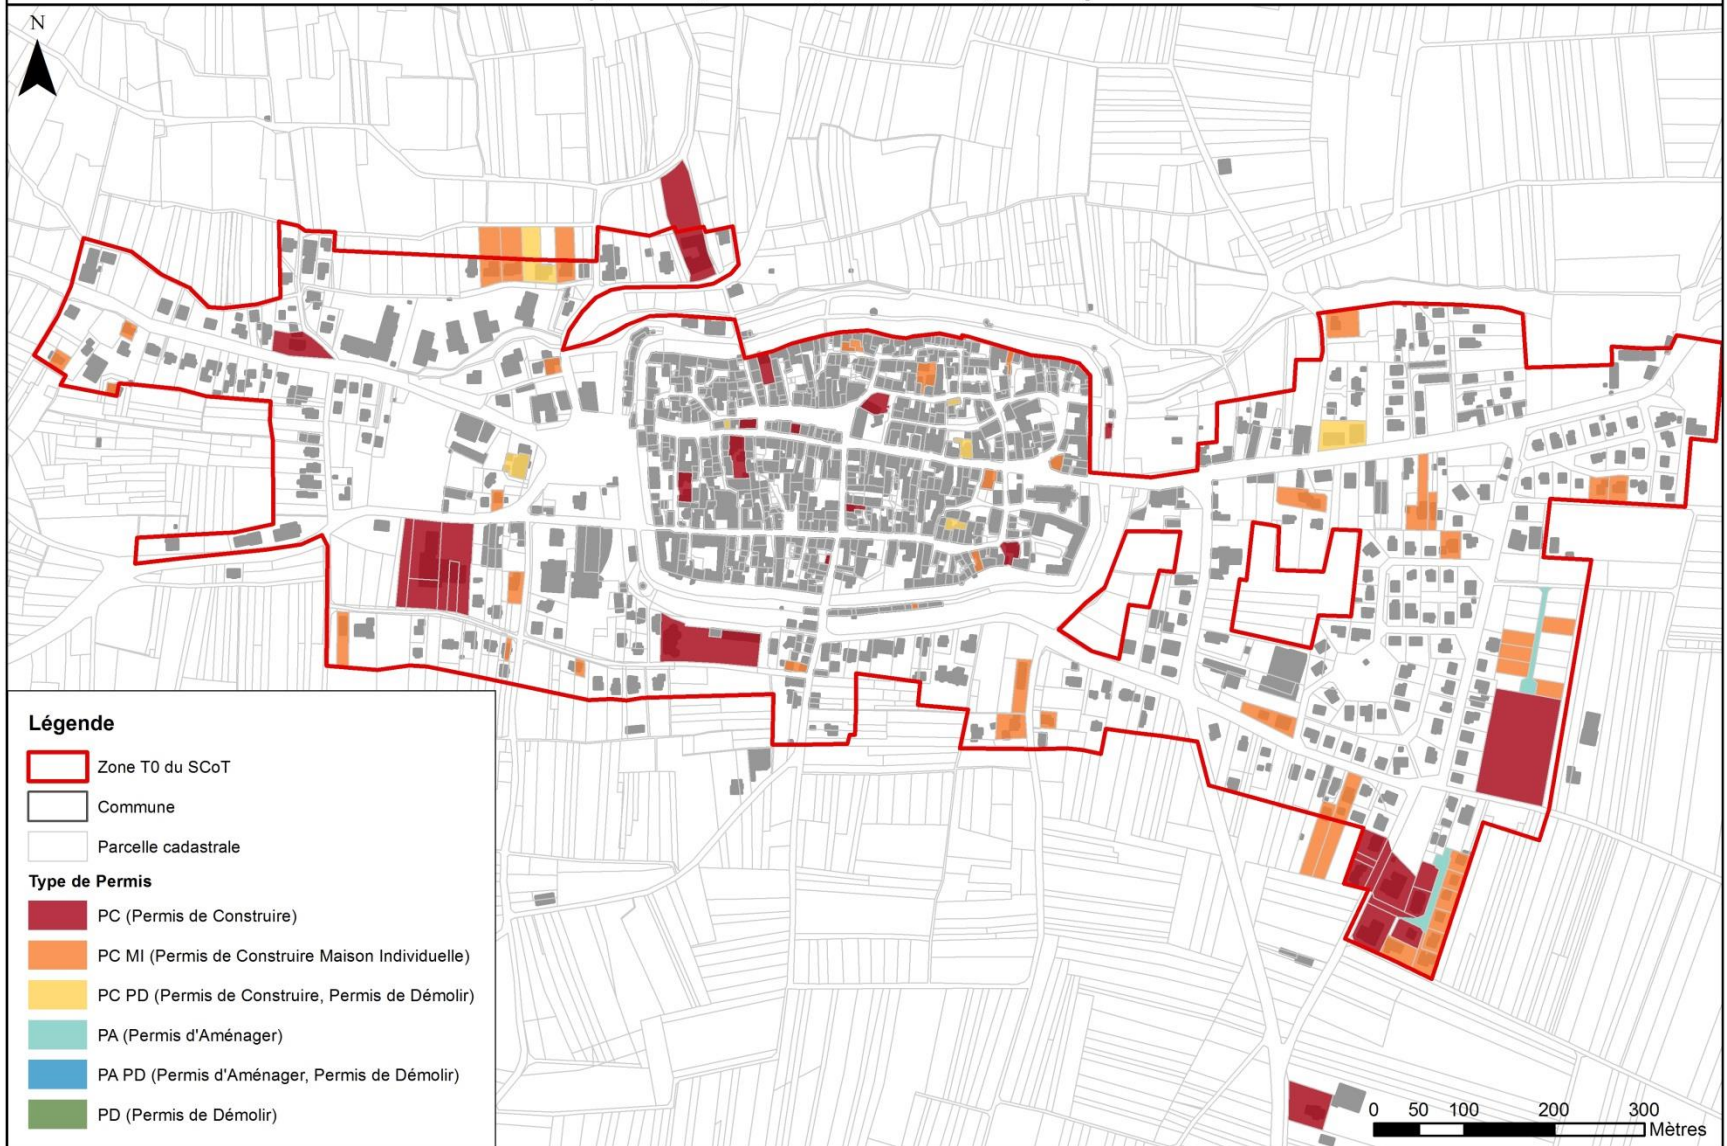 N
Légende
Zone T0 du SCoT
Commune
Parcelle cadastrale
Type de Permis
PC (Permis de Construire)
PC MI (Permis de Construire Maison Individuelle)
PC PD (Permis de Construire, Permis de Démolir)
PA (Permis d'Aménager)
PA PD (Permis d'Aménager, Permis de Démolir)
PD (Permis de Démolir)
0 50 100 200 300
Mètres